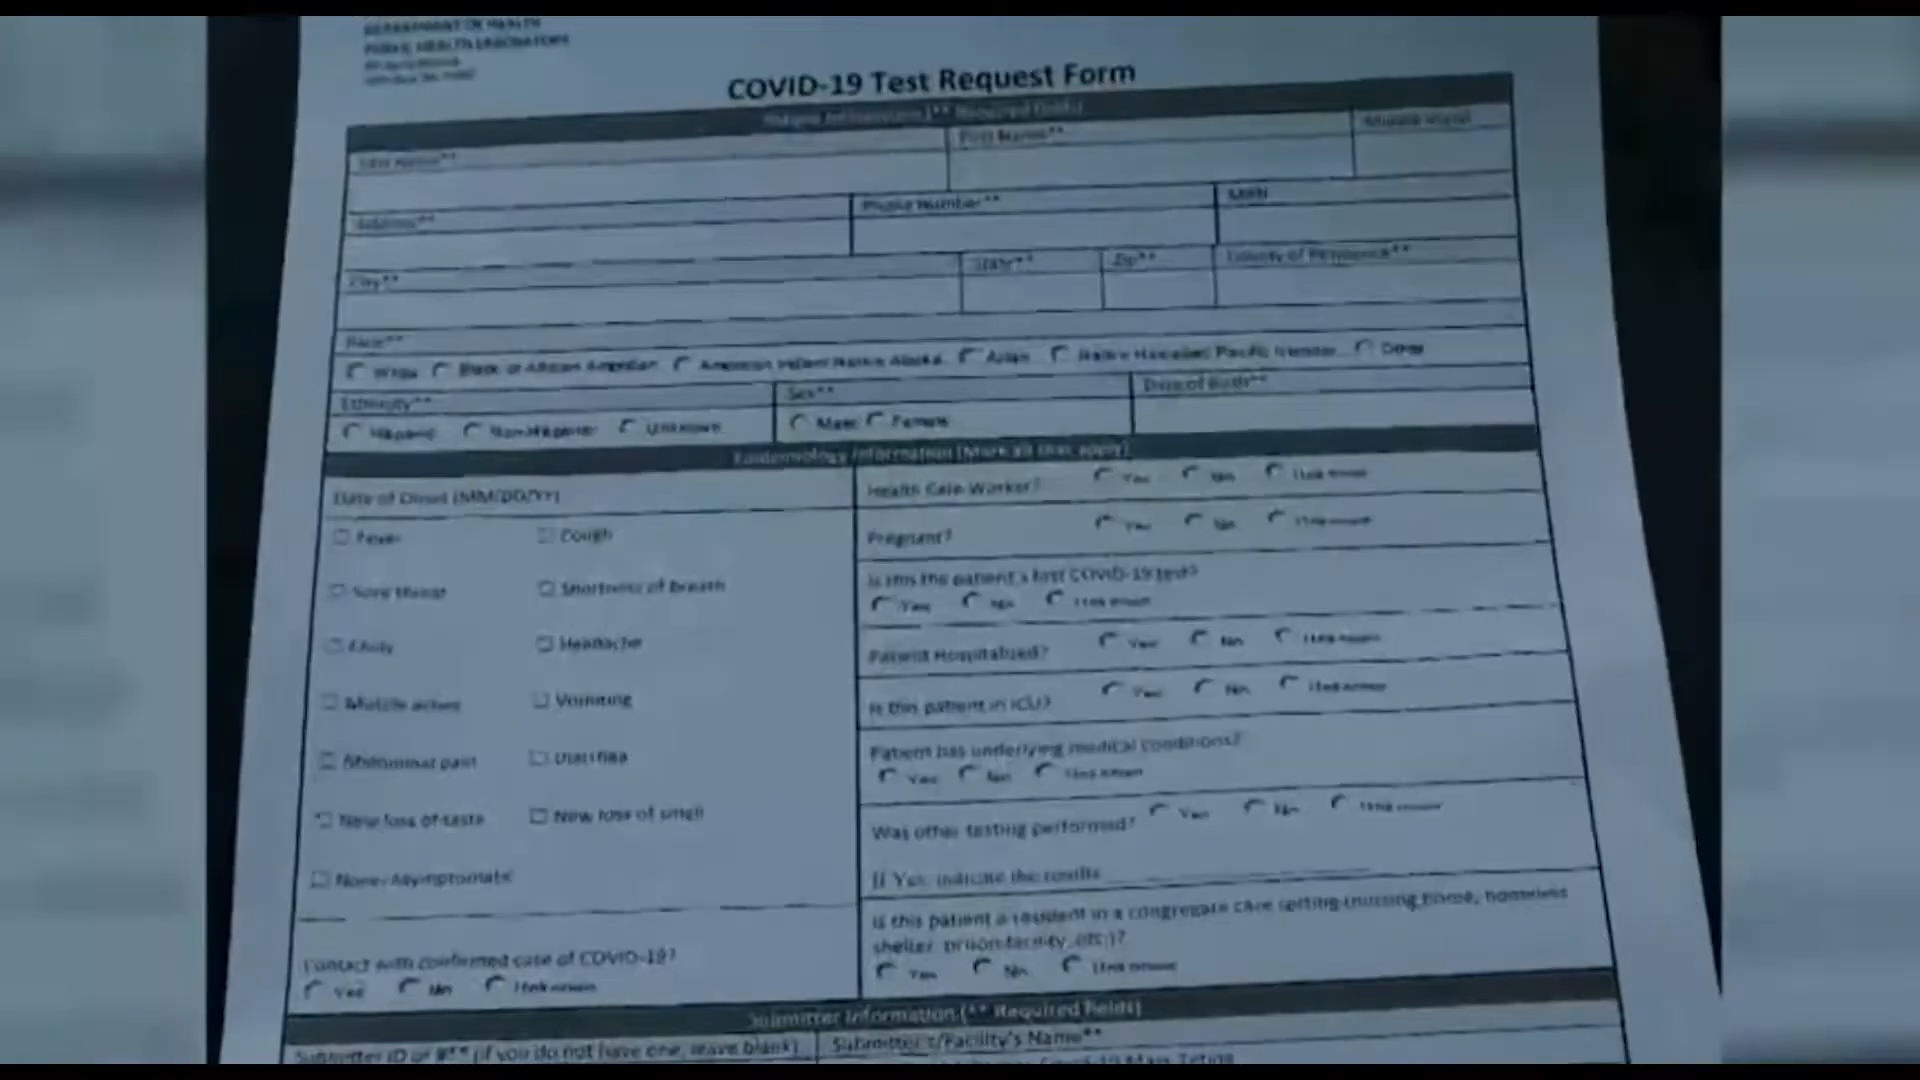 DEPARTMENT OF HEALTH
PUBLIC HEALTH LABORATORY
COVID-19 Test Request Form
Patient Information (** Required Fields)
Last Name** First Name** Middle Initial
Address** Phone Number** MRN
City** State** Zip** County of Residence**
Race**
White Black or African American American Indian/Native Alaska Asian Native Hawaiian/Pacific Islander Other
Ethnicity** Sex** Date of Birth**
Hispanic Non-Hispanic Unknown Male Female
Epidemiology Information (Mark all that apply)
Date of Onset (MM/DD/YY)
Fever Cough
Sore throat Shortness of breath
Chills Headache
Muscle aches Vomiting
Abdominal pain Diarrhea
New loss of taste New loss of smell
None/Asymptomatic
Contact with confirmed case of COVID-19?
Yes No Unknown
Health Care Worker? Yes No Unknown
Pregnant? Yes No Unknown
Is this the patient's first COVID-19 test?
Yes No Unknown
Patient Hospitalized? Yes No Unknown
Is this patient in ICU? Yes No Unknown
Patient has underlying medical conditions?
Yes No Unknown
Was other testing performed? Yes No Unknown
If Yes, indicate the results
Is this patient a resident in a congregate care setting (nursing home, homeless
shelter, prison facility, etc.)?
Yes No Unknown
Submitter Information (** Required Fields)
Submitter ID or #** (if you do not have one, leave blank) Submitter's/Facility's Name**
Covid-19 Mass Testing